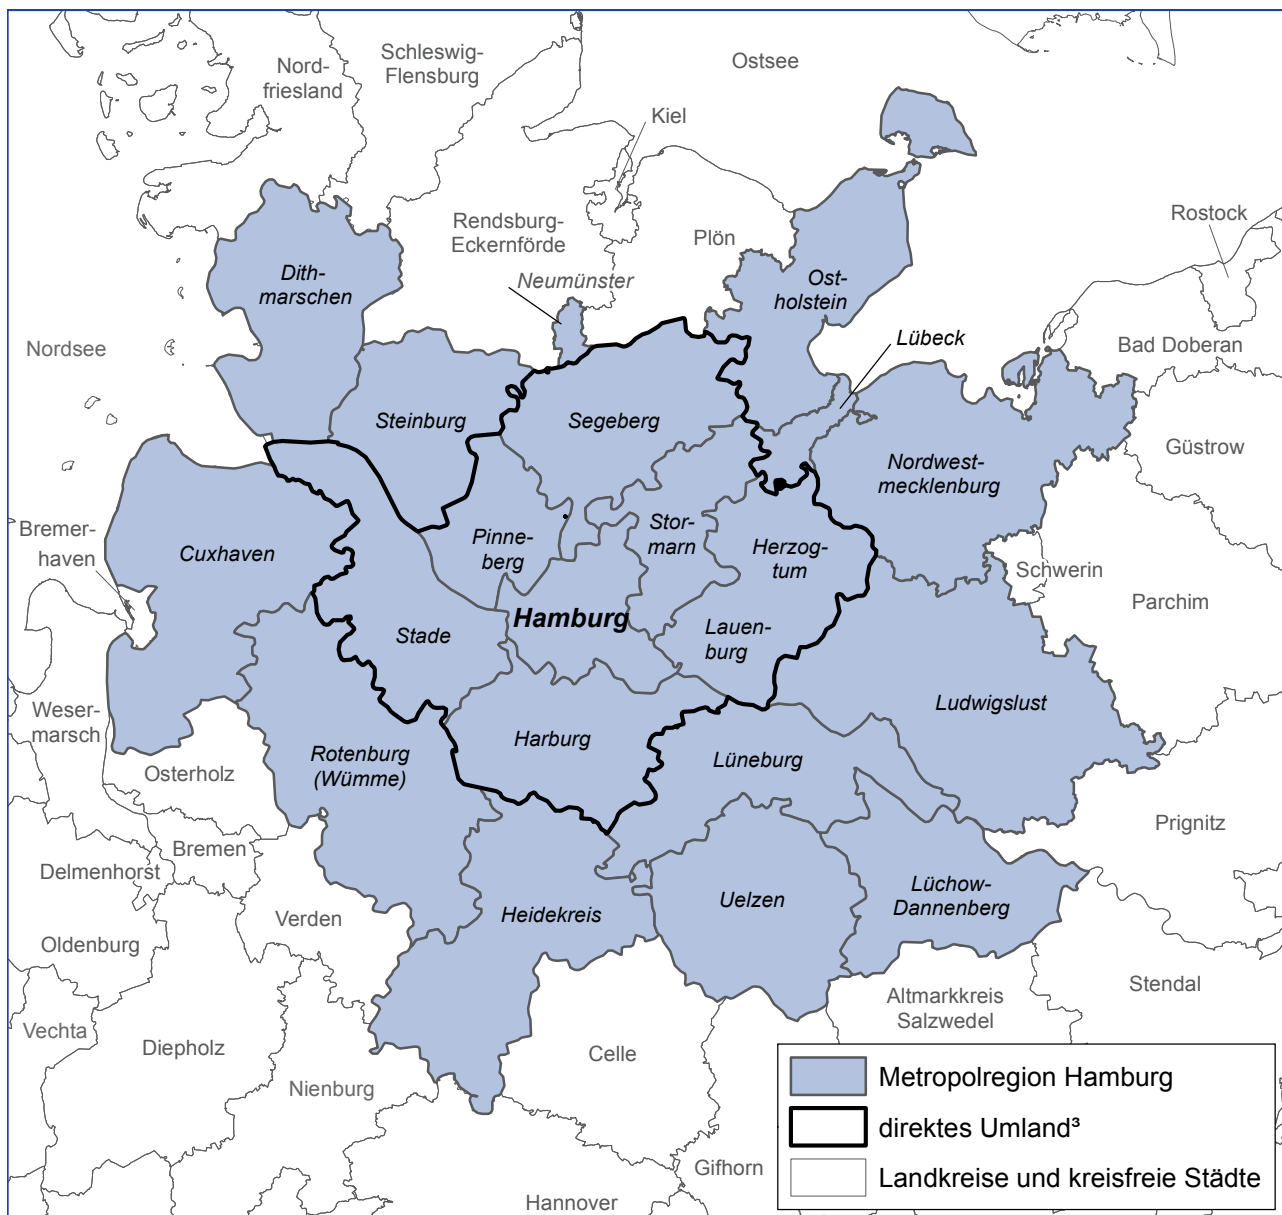 Schleswig-
Flensburg
Ostsee
Nord-
friesland
Kiel
Rostock
Rendsburg-
Eckernförde
Plön
Neumünster
Dith-
marschen
Ost-
holstein
Lübeck
Nordsee
Bad Doberan
Steinburg
Segeberg
Güstrow
Nordwest-
mecklenburg
Bremer-
haven
Cuxhaven
Pinne-
berg
Stor-
marn
Herzog-
tum
Schwerin
Parchim
Hamburg
Stade
Lauen-
burg
Weser-
marsch
Ludwigslust
Harburg
Rotenburg
(Wümme)
Lüneburg
Osterholz
Prignitz
Bremen
Delmenhorst
Lüchow-
Dannenberg
Uelzen
Heidekreis
Verden
Oldenburg
Stendal
Altmarkkreis
Salzwedel
Vechta
Diepholz
Celle
Nienburg
Gifhorn
Hannover
Metropolregion Hamburg
direktes Umland³
Landkreise und kreisfreie Städte